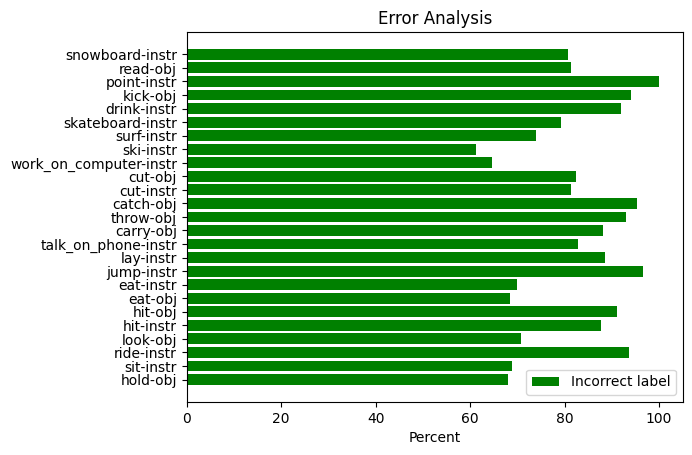 Error Analysis
snowboard-instr
read-obj
point-instr
kick-obj
drink-instr
skateboard-instr
surf-instr
ski-instr
work_on_computer-instr
cut-obj
cut-instr
catch-obj
throw-obj
carry-obj
talk_on_phone-instr
lay-instr
jump-instr
eat-instr
eat-obj
hit-obj
hit-instr
look-obj
ride-instr
sit-instr
hold-obj
Incorrect label
0 20 40 60 80 100
Percent